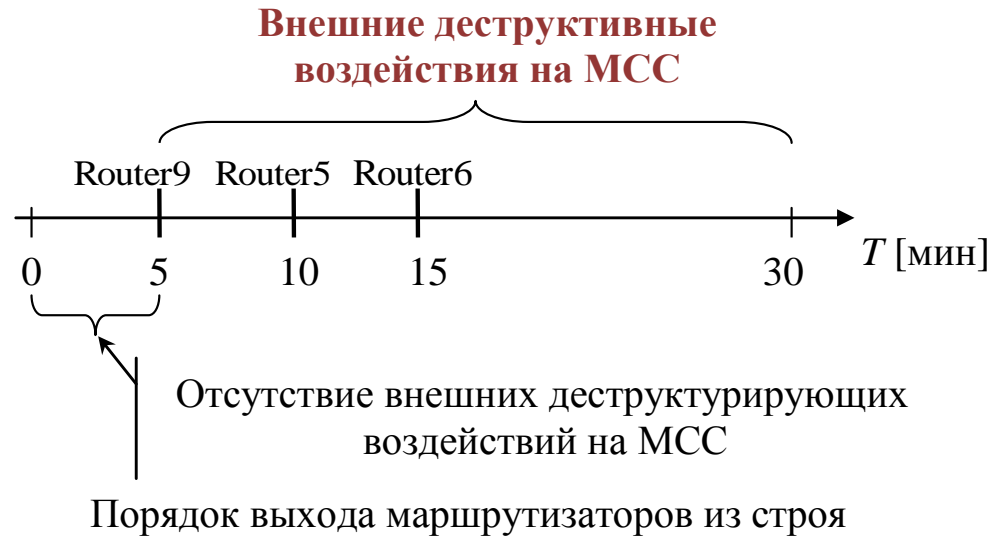 Внешние деструктивные
воздействия на МСС
Router9 Router5 Router6
0 5 10 15 30 T [мин]
Отсутствие внешних деструктурирующих
воздействий на МСС
Порядок выхода маршрутизаторов из строя